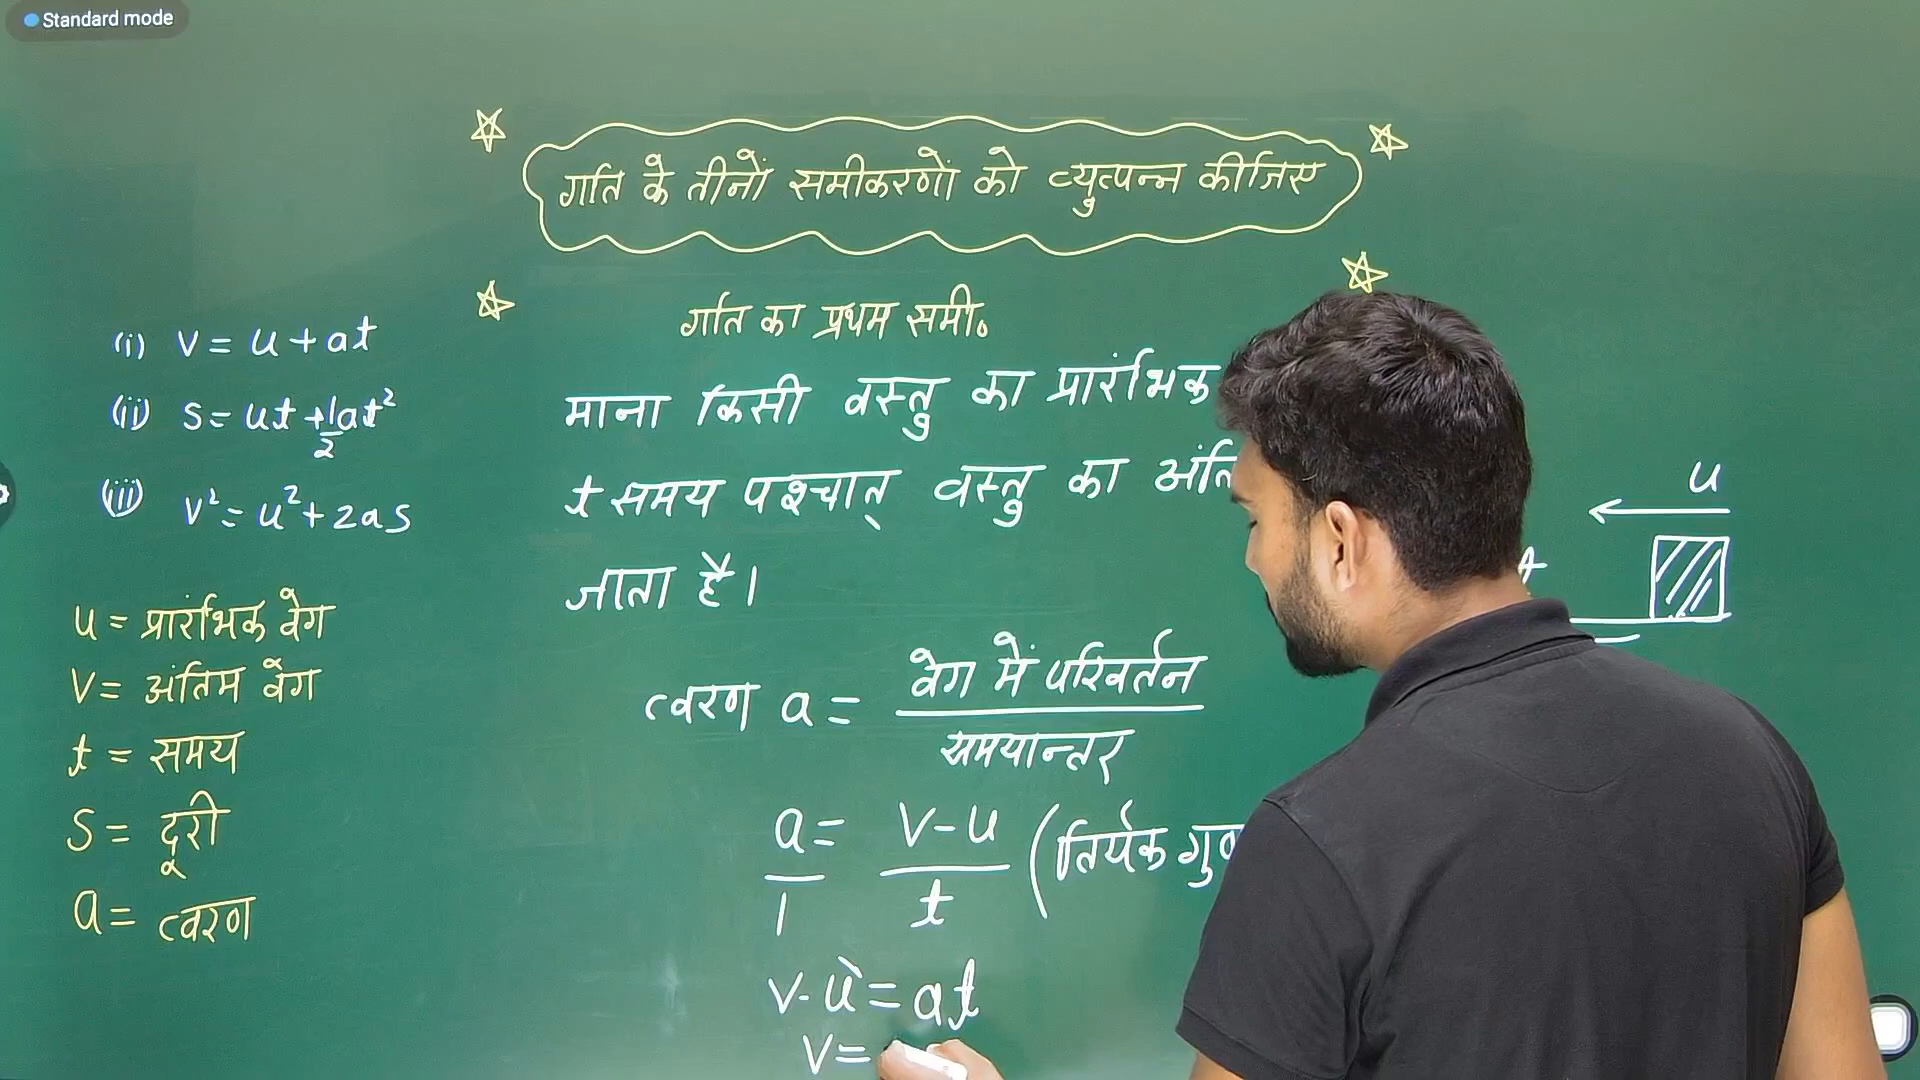 Standard mode
गति के तीनों समीकरणों को व्युत्पन्न कीजिए
गति का प्रथम समी०
(i) v = u + at
(ii) s = ut + 1/2 at²
(iii) v² = u² + 2as
u = प्रारंभिक वेग
v = अंतिम वेग
t = समय
s = दूरी
a = त्वरण
माना किसी वस्तु का प्रारंभिक
t समय पश्चात् वस्तु का
जाता है।
त्वरण a = वेग में परिवर्तन / समयान्तर
a/1 = v-u / t (तिर्यक
v-u = at
v =
u